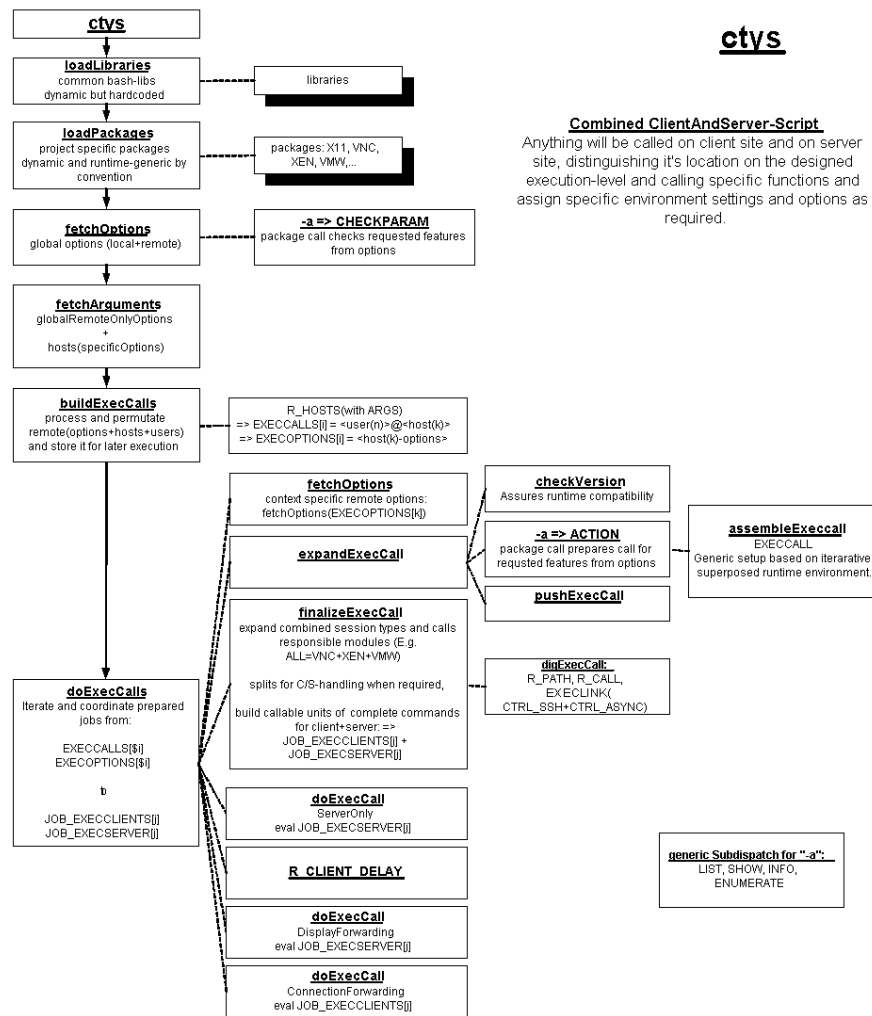 ctys
ctys
loadLibraries
common bash-libs
dynamic but hardcoded
libraries
Combined ClientAndServer-Script
Anything will be called on client site and on server
site, distinguishing it's location on the designed
execution-level and calling specific functions and
assign specific environment settings and options as
required.
loadPackages
project specific packages
dynamic and runtime-generic by
convention
packages: X11, VNC,
XEN, VMW,...
fetchOptions
global options (local+remote)
-a => CHECKPARAM
package call checks requested features
from options
fetchArguments
globalRemoteOnlyOptions
+
hosts(specificOptions)
buildExecCalls
process and permutate
remote(options+hosts+users)
and store it for later execution
R_HOSTS(with ARGS)
=> EXECCALLS[i] = <user(n)>@<host(k)>
=> EXECOPTIONS[i] = <host(k)-options>
fetchOptions
context specific remote options:
fetchOptions(EXECOPTIONS[k])
checkVersion
Assures runtime compatibility
expandExecCall
-a => ACTION
package call prepares call for
requsted features from options
assembleExeccall
EXECCALL
Generic setup based on iterarative
superposed runtime environment.
pushExecCall
finalizeExecCall
expand combined session types and calls
responsible modules (E.g.
ALL=VNC+XEN+VMW)
splits for C/S-handling when required,
build callable units of complete commands
for client+server: =>
JOB_EXECCLIENTS[j] +
JOB_EXECSERVER[j]
digExecCall:
R_PATH, R_CALL,
EXECLINK(
CTRL_SSH+CTRL_ASYNC)
doExecCalls
Iterate and coordinate prepared
jobs from:
EXECCALLS[$i]
EXECOPTIONS[$i]
to
JOB_EXECCLIENTS[j]
JOB_EXECSERVER[j]
doExecCall
ServerOnly
eval JOB_EXECSERVER[j]
R_CLIENT_DELAY
doExecCall
DisplayForwarding
eval JOB_EXECSERVER[j]
doExecCall
ConnectionForwarding
eval JOB_EXECCLIENTS[j]
generic Subdispatch for "-a":
LIST, SHOW, INFO,
ENUMERATE